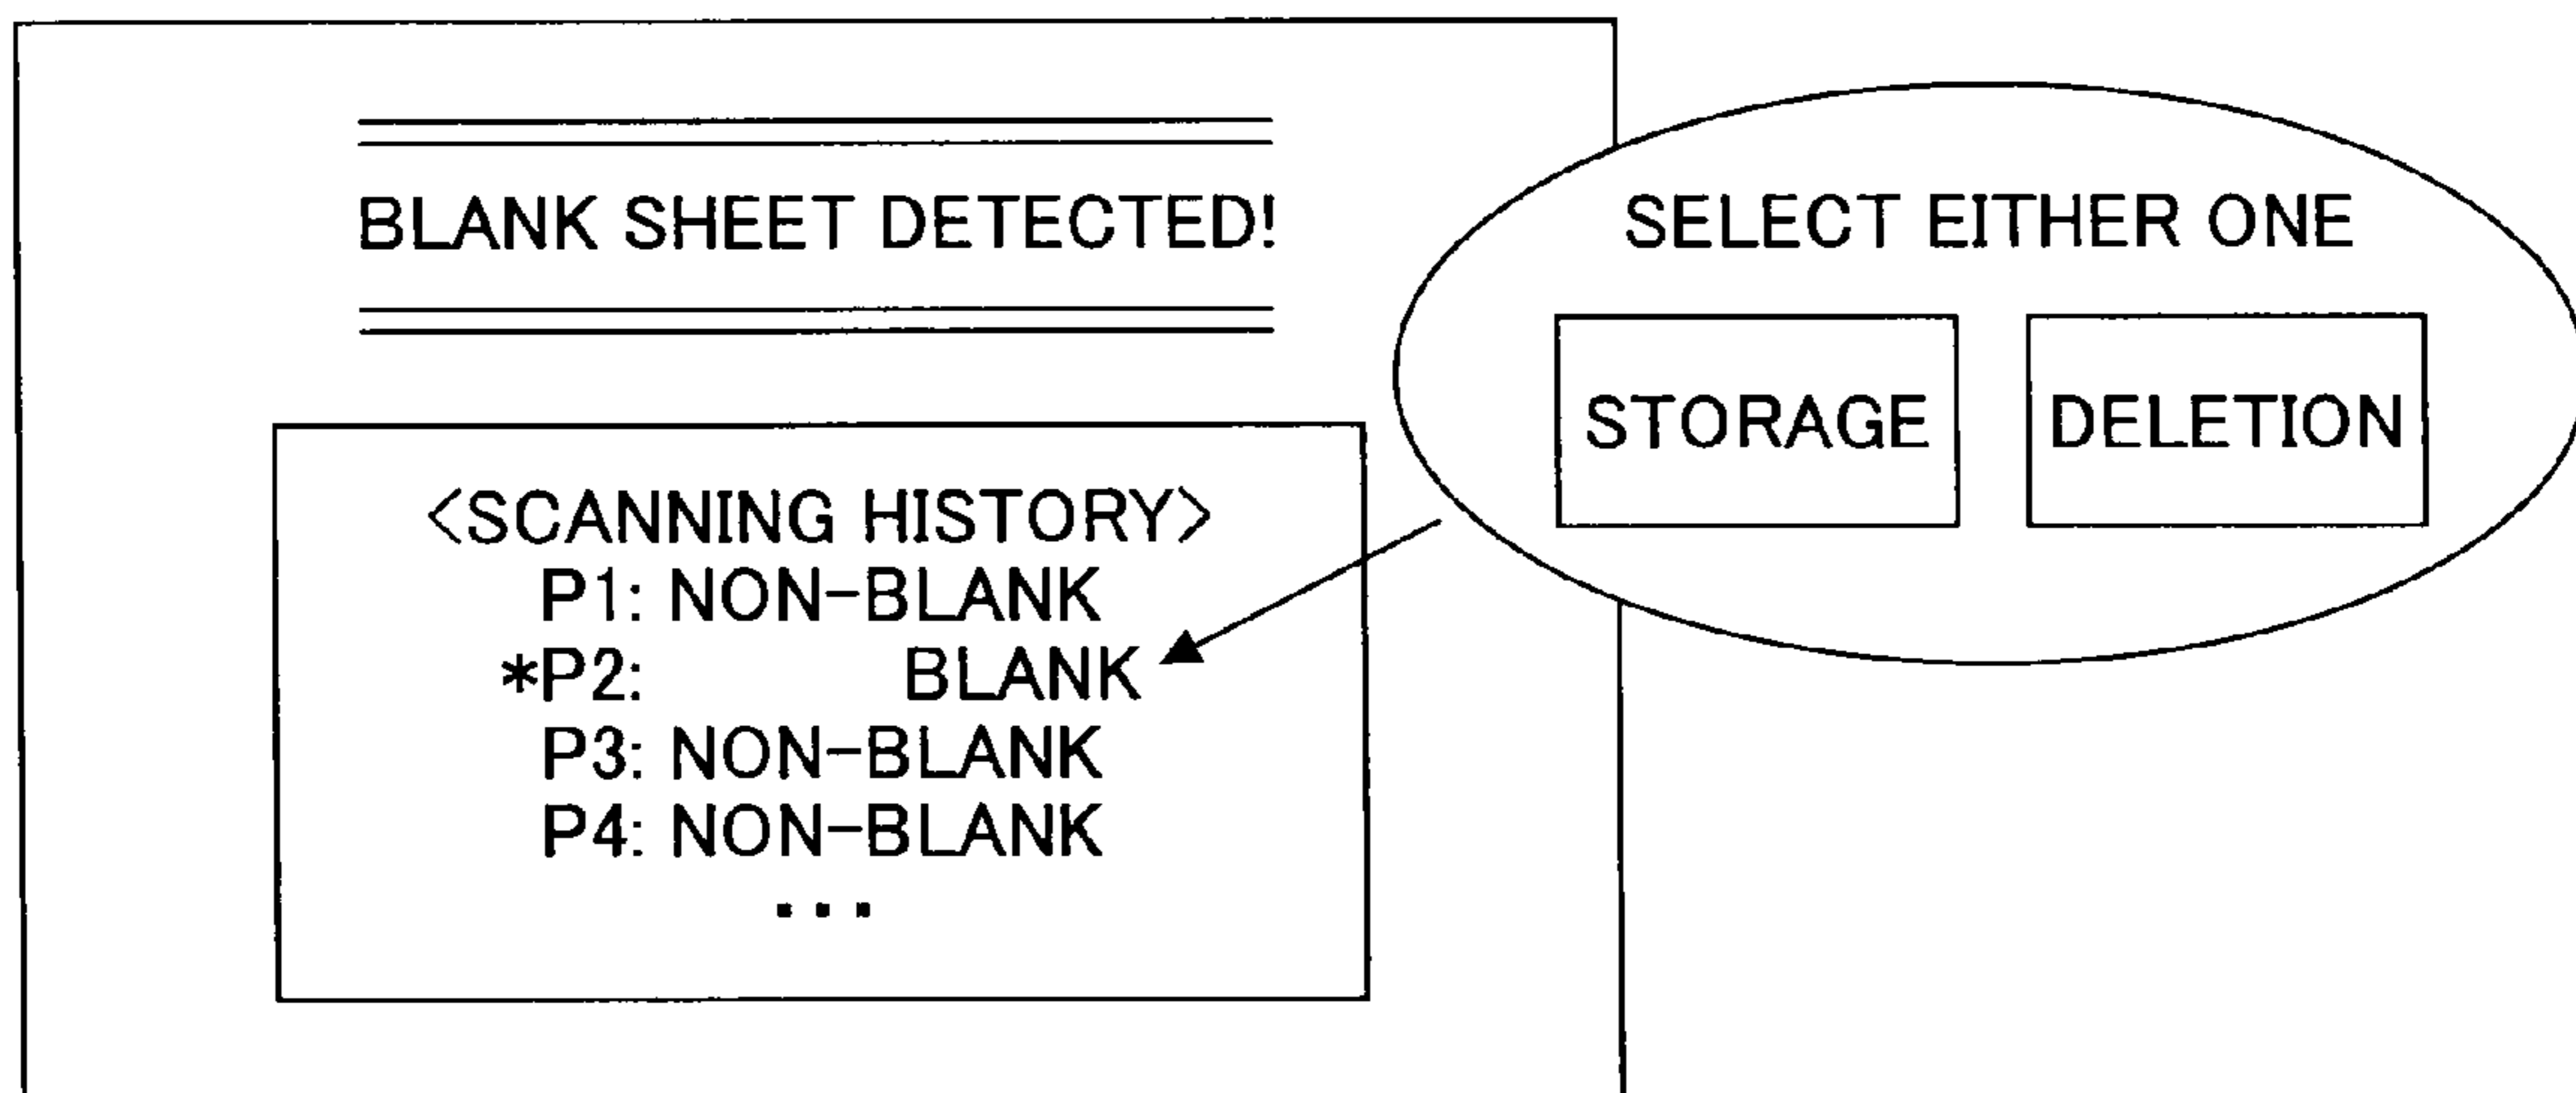 BLANK SHEET DETECTED!
SELECT EITHER ONE
STORAGE
DELETION
<SCANNING HISTORY>
P1: NON-BLANK
*P2: BLANK
P3: NON-BLANK
P4: NON-BLANK
...